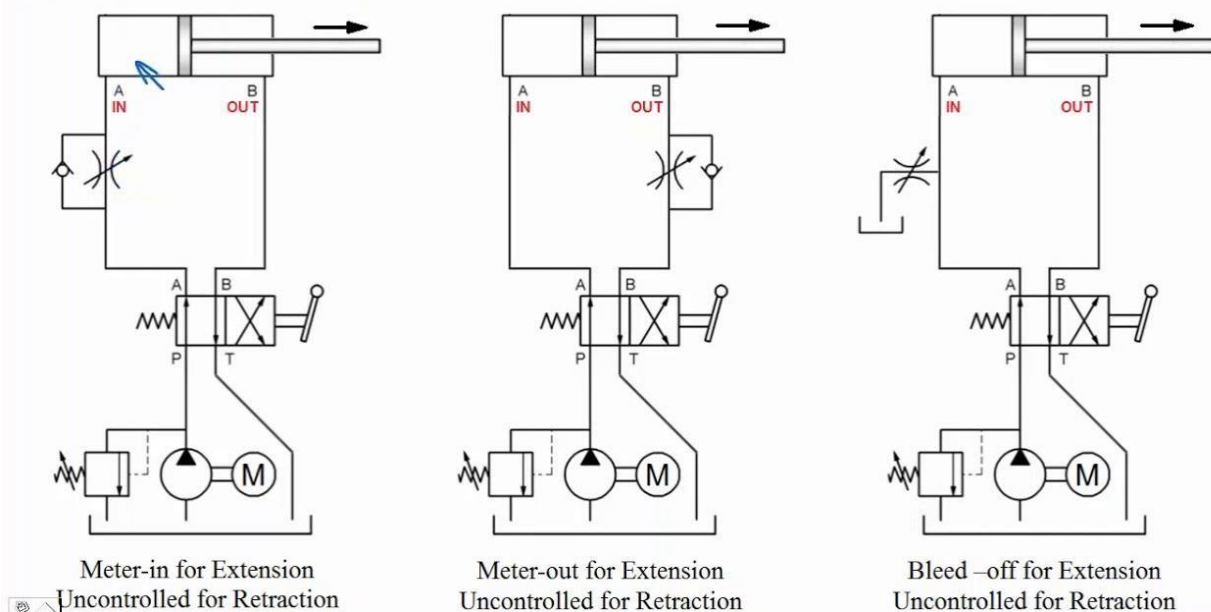 A
IN
B
OUT
A
B
P
T
M
Meter-in for Extension
Uncontrolled for Retraction
A
IN
B
OUT
A
B
P
T
M
Meter-out for Extension
Uncontrolled for Retraction
A
IN
B
OUT
A
B
P
T
M
Bleed –off for Extension
Uncontrolled for Retraction